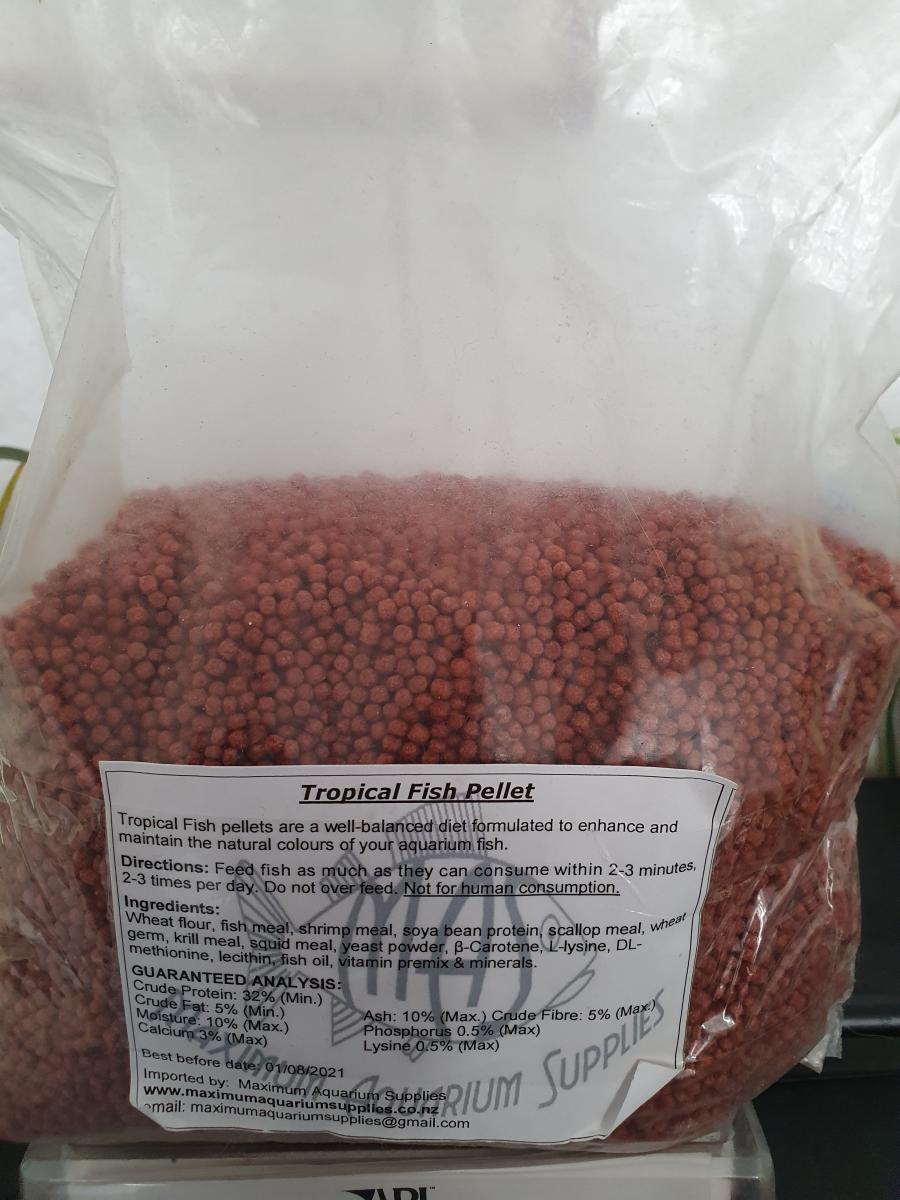 Tropical Fish Pellet
Tropical Fish pellets are a well-balanced diet formulated to enhance and
maintain the natural colours of your aquarium fish.
Directions: Feed fish as much as they can consume within 2-3 minutes,
2-3 times per day. Do not over feed. Not for human consumption.
Ingredients:
Wheat flour, fish meal, shrimp meal, soya bean protein, scallop meal, wheat
germ, krill meal, squid meal, yeast powder, β-Carotene, L-lysine, DL-
methionine, lecithin, fish oil, vitamin premix & minerals.
GUARANTEED ANALYSIS:
Crude Protein: 32% (Min.)
Crude Fat: 5% (Min.)
Moisture: 10% (Max.)
Calcium 3% (Max)
Ash: 10% (Max.) Crude Fibre: 5% (Max.)
Phosphorus 0.5% (Max)
Lysine 0.5% (Max)
Best before date: 01/08/2021
Imported by: Maximum Aquarium Supplies
www.maximumaquariumsupplies.co.nz
email: maximumaquariumsupplies@gmail.com
MAS
MAXIMUM AQUARIUM SUPPLIES